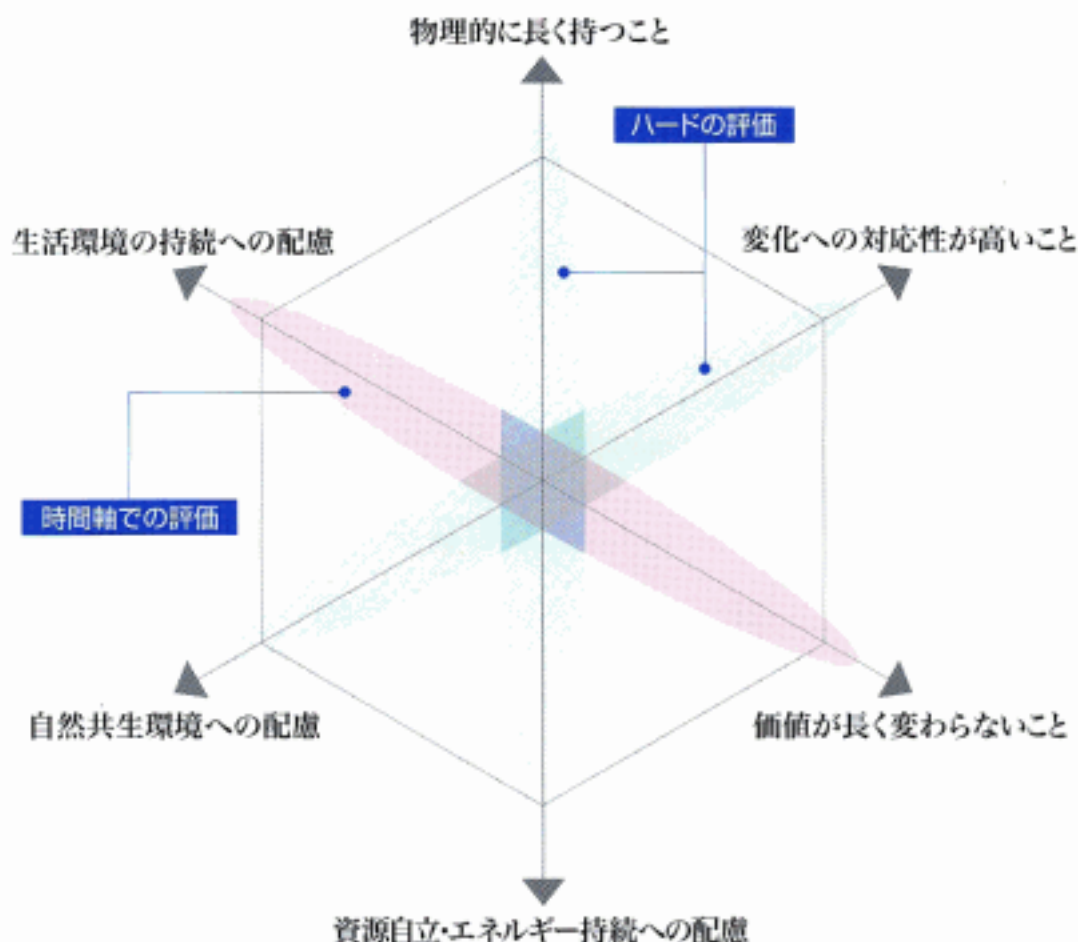 物理的に長く持つこと
ハードの評価
生活環境の持続への配慮
変化への対応性が高いこと
時間軸での評価
自然共生環境への配慮
価値が長く変わらないこと
資源自立・エネルギー持続への配慮